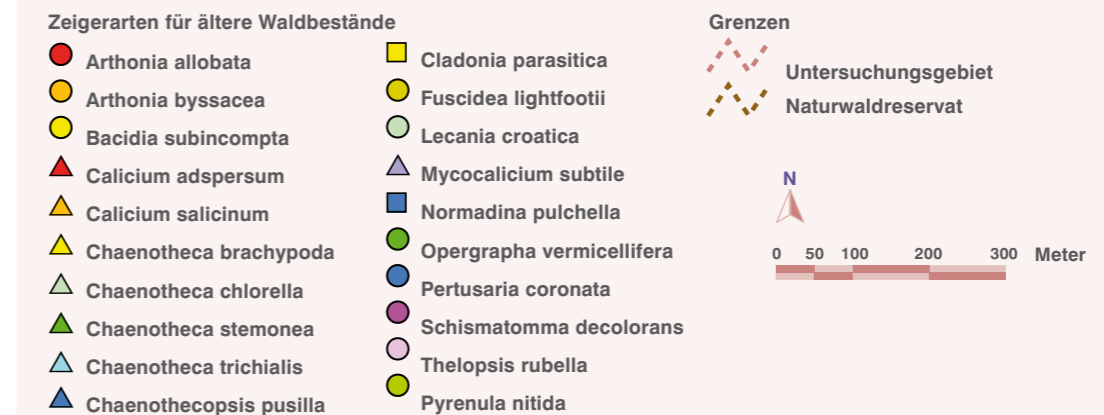 Zeigerarten für ältere Waldbestände
Arthonia allobata
Arthonia byssacea
Bacidia subincompta
Calicium adspersum
Calicium salicinum
Chaenotheca brachypoda
Chaenotheca chlorella
Chaenotheca stemonea
Chaenotheca trichialis
Chaenothecopsis pusilla
Cladonia parasitica
Fuscidea lightfootii
Lecania croatica
Mycocalicium subtile
Normadina pulchella
Opergrapha vermicellifera
Pertusaria coronata
Schismatomma decolorans
Thelopsis rubella
Pyrenula nitida
Grenzen
Untersuchungsgebiet
Naturwaldreservat
N
0 50 100 200 300 Meter